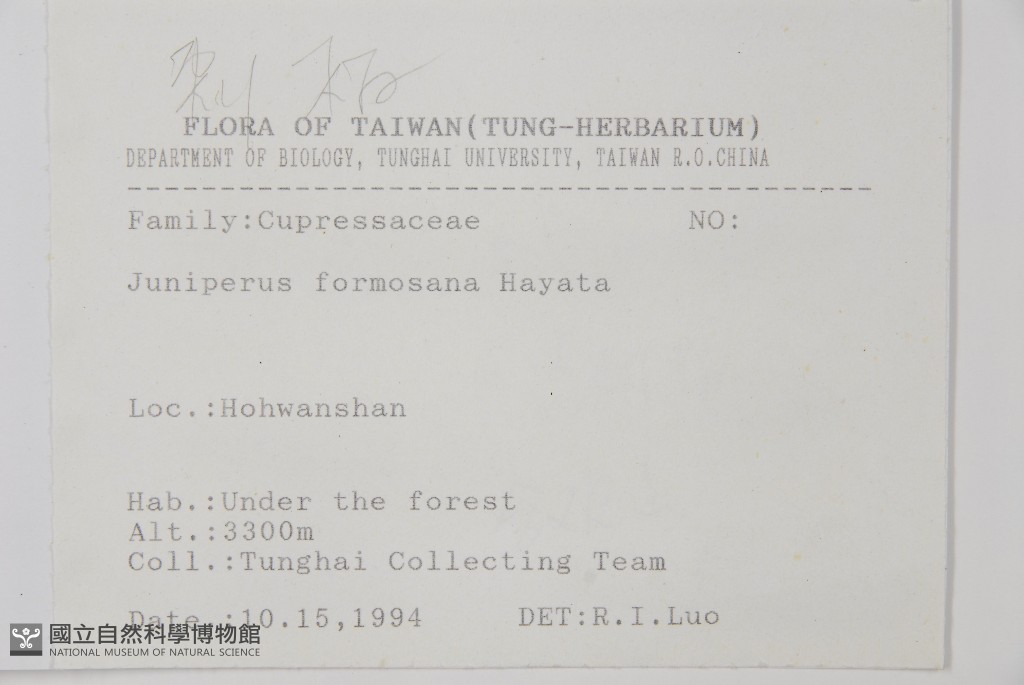 刺柏
FLORA OF TAIWAN(TUNG-HERBARIUM)
DEPARTMENT OF BIOLOGY, TUNGHAI UNIVERSITY, TAIWAN R.O.CHINA
----------------------------------------
Family:Cupressaceae NO:
Juniperus formosana Hayata
Loc.:Hohwanshan
Hab.:Under the forest
Alt.:3300m
Coll.:Tunghai Collecting Team
Date.:10.15,1994 DET:R.I.Luo
國立自然科學博物館
NATIONAL MUSEUM OF NATURAL SCIENCE